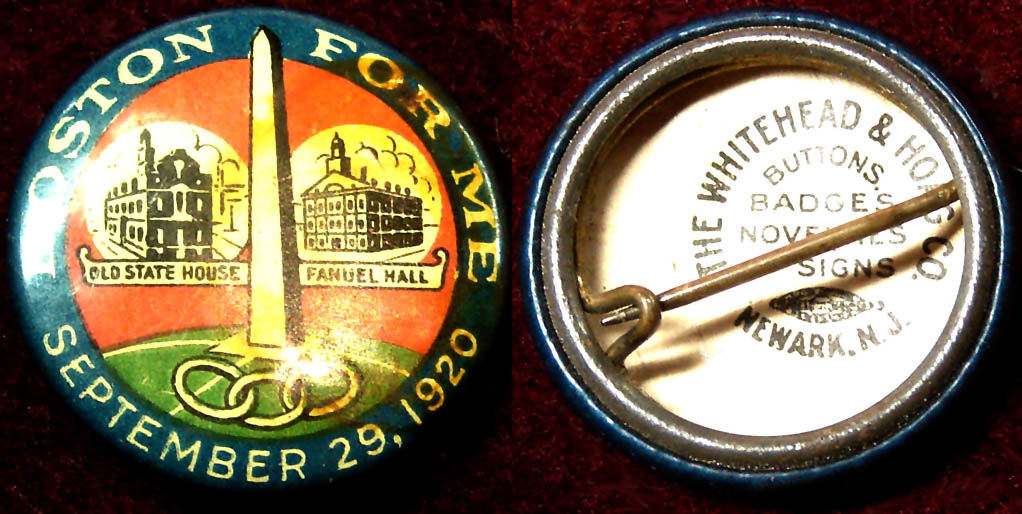 BOSTON FOR ME
OLD STATE HOUSE
FANUEL HALL
SEPTEMBER 29, 1920
THE WHITEHEAD & HOAG CO.
BUTTONS,
BADGES
NOVELTIES
SIGNS
NEWARK. N.J.